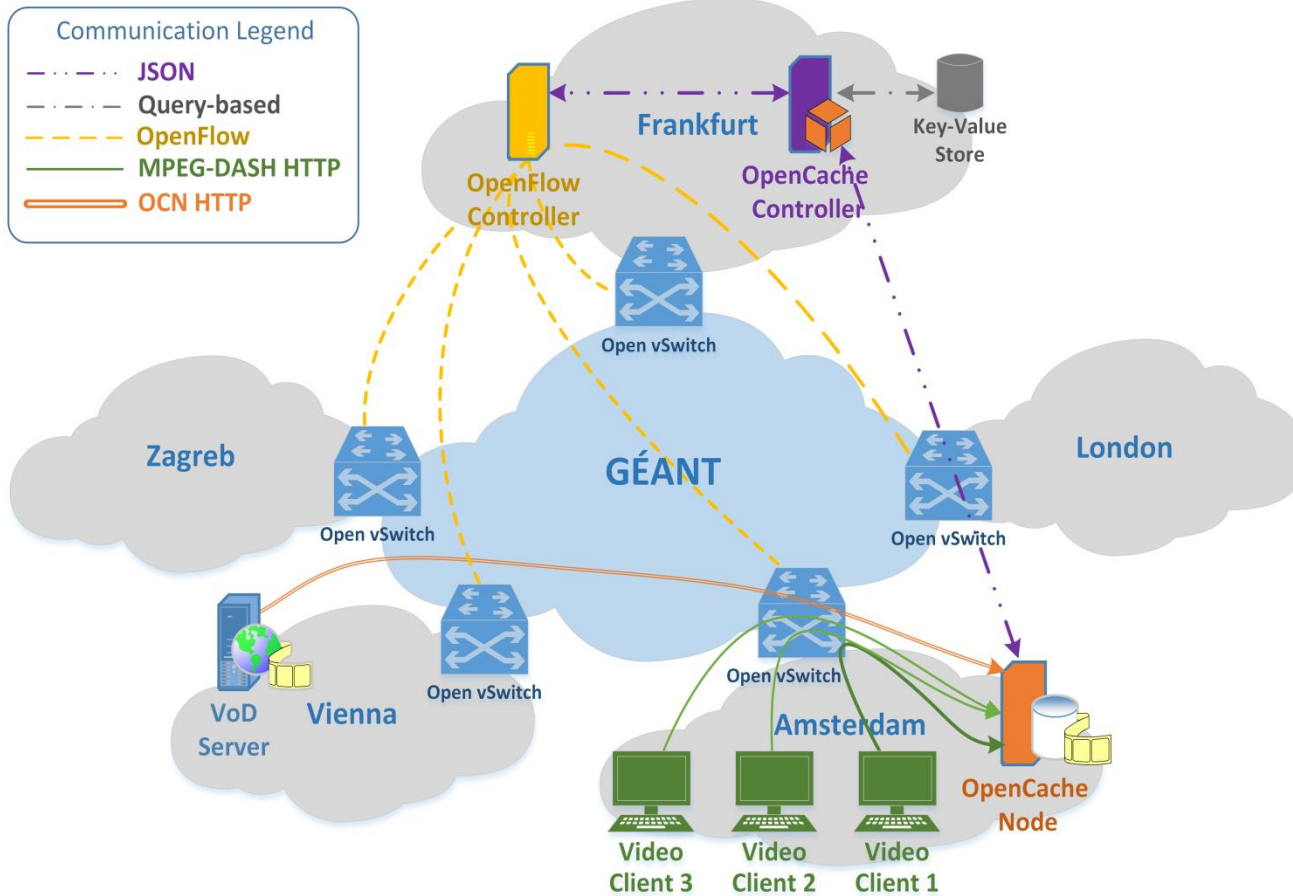 Communication Legend
JSON
Query-based
OpenFlow
MPEG-DASH HTTP
OCN HTTP
Frankfurt
OpenFlow
Controller
OpenCache
Controller
Key-Value
Store
Open vSwitch
Zagreb
Open vSwitch
GÉANT
London
Open vSwitch
VoD
Server
Vienna
Open vSwitch
Open vSwitch
Amsterdam
OpenCache
Node
Video
Client 3
Video
Client 2
Video
Client 1